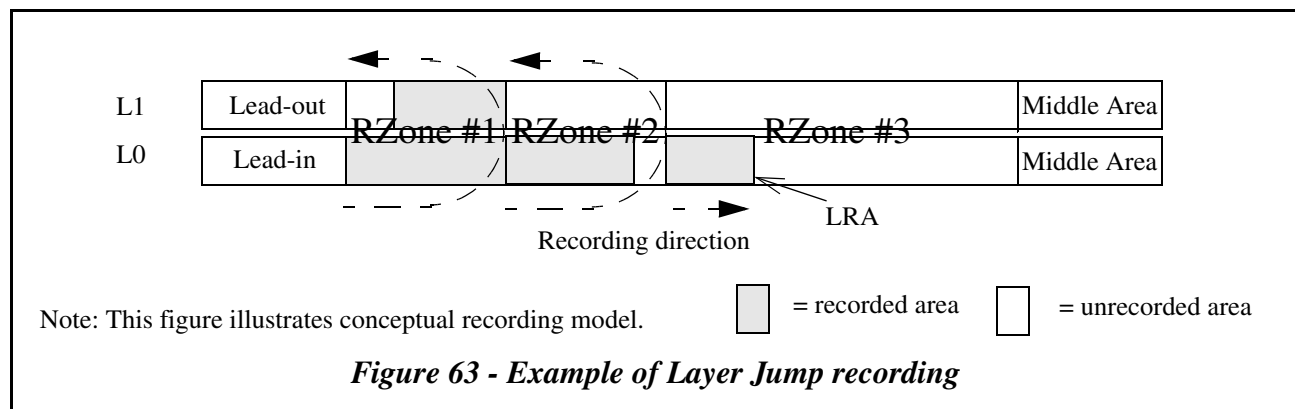 L1
Lead-out
Middle Area
RZone #1
RZone #2
RZone #3
L0
Lead-in
Middle Area
LRA
Recording direction
= recorded area
= unrecorded area
Note: This figure illustrates conceptual recording model.
Figure 63 - Example of Layer Jump recording